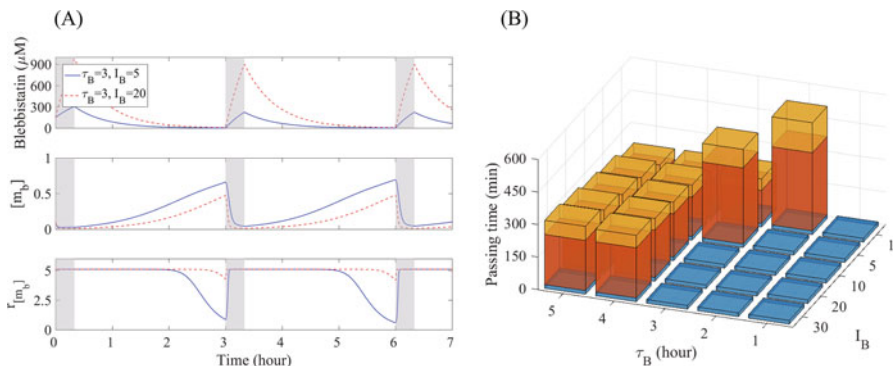 (A)
(B)
Blebbistatin (μM)
900
600
300
0
τB=3, IB=5
τB=3, IB=20
[mb]
1
0.5
0
r[mb]
5
2.5
0
0 1 2 3 4 5 6 7
Time (hour)
Passing time (min)
600
450
300
150
0
5 4 3 2 1
τB (hour)
30 20 10 5 1
IB